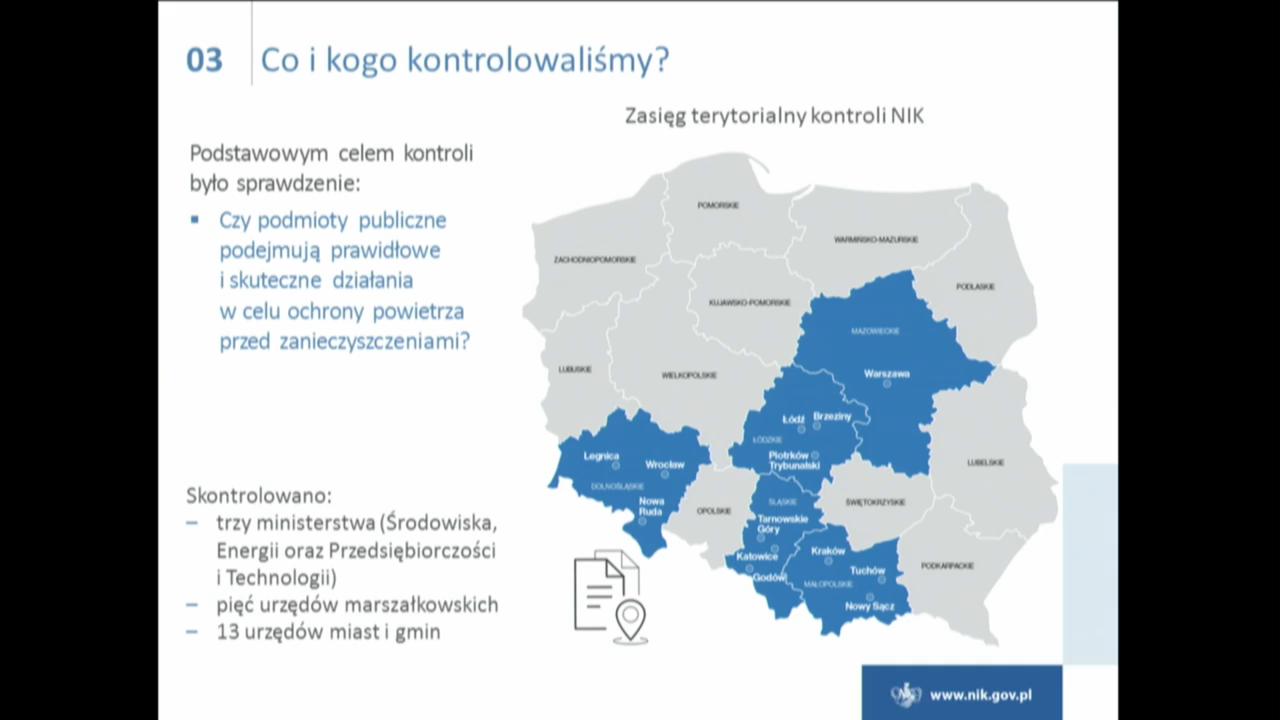 03 Co i kogo kontrolowaliśmy?
Zasięg terytorialny kontroli NIK
Podstawowym celem kontroli
było sprawdzenie:
▪ Czy podmioty publiczne
podejmują prawidłowe
i skuteczne działania
w celu ochrony powietrza
przed zanieczyszczeniami?
Skontrolowano:
– trzy ministerstwa (Środowiska,
Energii oraz Przedsiębiorczości
i Technologii)
– pięć urzędów marszałkowskich
– 13 urzędów miast i gmin
POMORSKIE
WARMIŃSKO-MAZURSKIE
ZACHODNIOPOMORSKIE
PODLASKIE
KUJAWSKO-POMORSKIE
MAZOWIECKIE
LUBUSKIE
WIELKOPOLSKIE
Warszawa
Łódź
Brzeziny
ŁÓDZKIE
Piotrków
Trybunalski
Legnica
Wrocław
LUBELSKIE
DOLNOŚLĄSKIE
Nowa
Ruda
OPOLSKIE
ŚLĄSKIE
ŚWIĘTOKRZYSKIE
Tarnowskie
Góry
Katowice
Kraków
Godów
MAŁOPOLSKIE
Tuchów
PODKARPACKIE
Nowy Sącz
www.nik.gov.pl